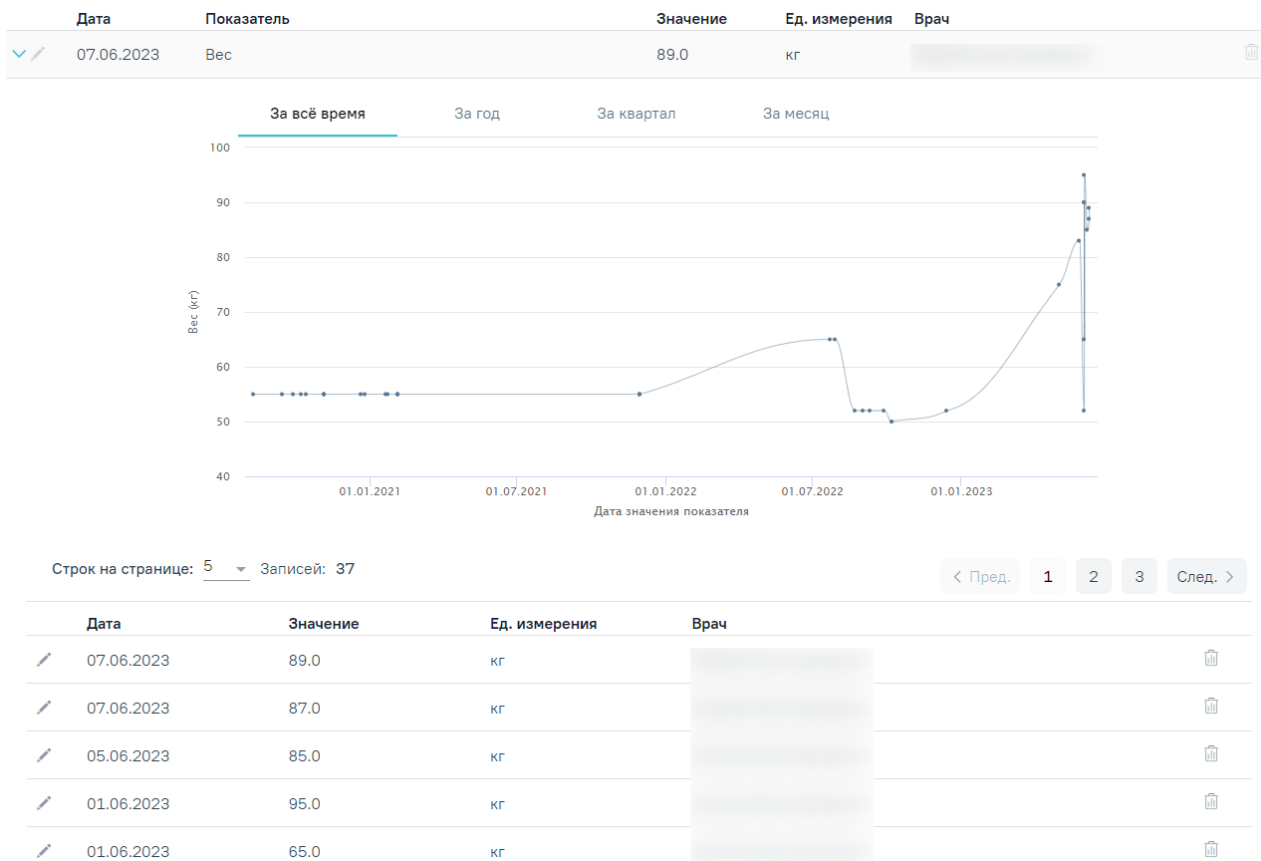 Дата Показатель Значение Ед. измерения Врач
07.06.2023 Вес 89.0 кг
За всё время За год За квартал За месяц
100
90
80
70
60
50
40
Вес (кг)
01.01.2021 01.07.2021 01.01.2022 01.07.2022 01.01.2023
Дата значения показателя
Строк на странице: 5 Записей: 37 < Пред. 1 2 3 След. >
Дата Значение Ед. измерения Врач
07.06.2023 89.0 кг
07.06.2023 87.0 кг
05.06.2023 85.0 кг
01.06.2023 95.0 кг
01.06.2023 65.0 кг